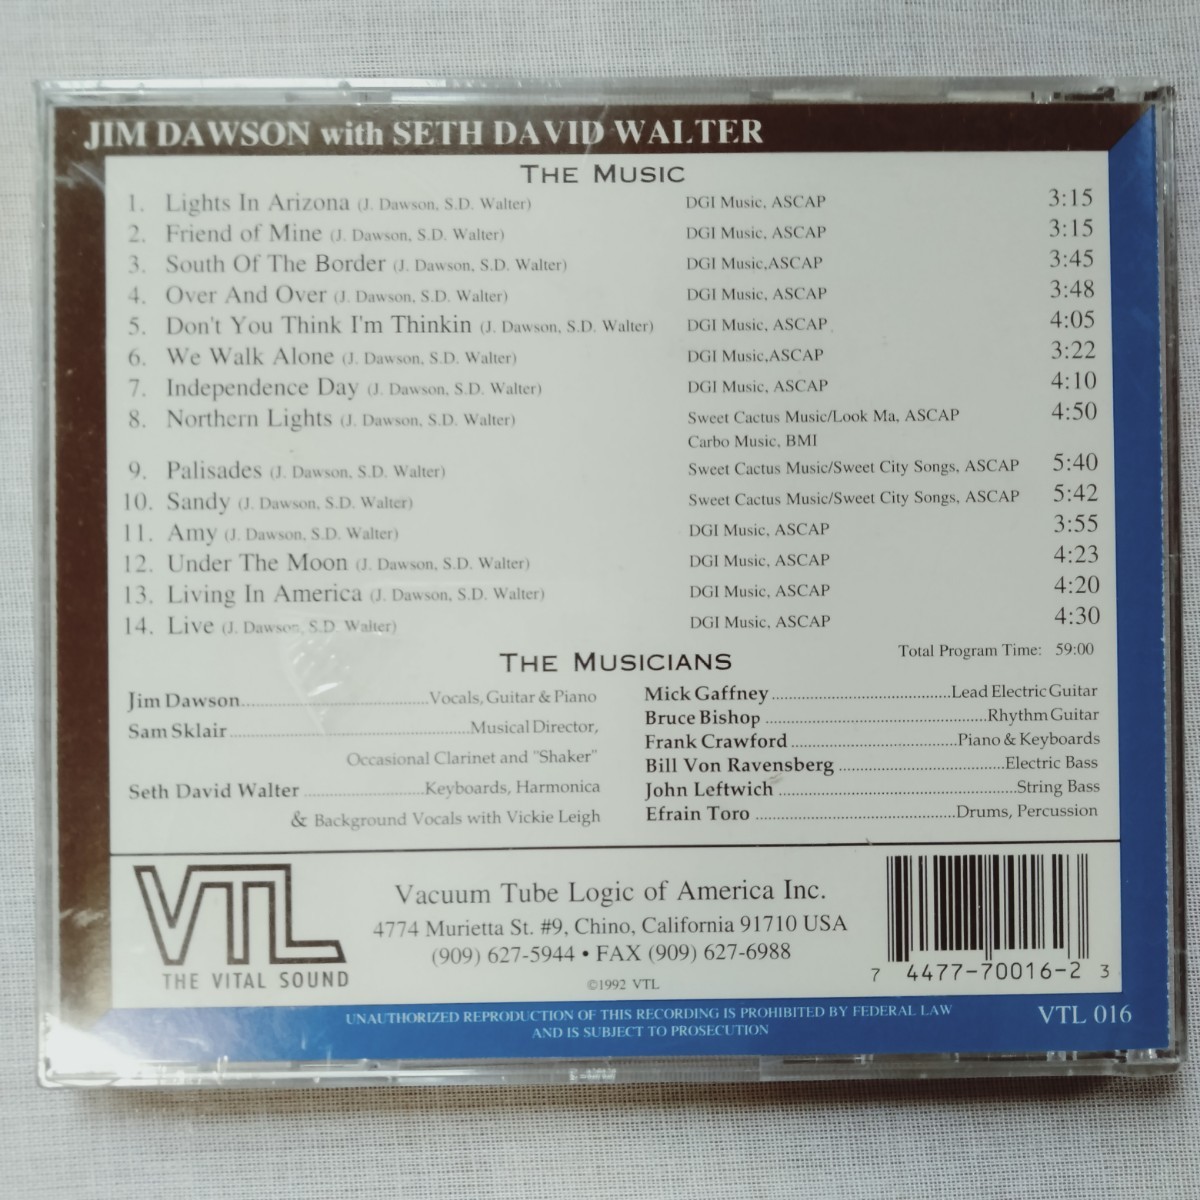 JIM DAWSON with SETH DAVID WALTER
THE MUSIC
1. Lights In Arizona (J. Dawson, S.D. Walter) DGI Music, ASCAP 3:15
2. Friend of Mine (J. Dawson, S.D. Walter) DGI Music, ASCAP 3:15
3. South Of The Border (J. Dawson, S.D. Walter) DGI Music,ASCAP 3:45
4. Over And Over (J. Dawson, S.D. Walter) DGI Music, ASCAP 3:48
5. Don't You Think I'm Thinkin (J. Dawson, S.D. Walter) DGI Music, ASCAP 4:05
6. We Walk Alone (J. Dawson, S.D. Walter) DGI Music,ASCAP 3:22
7. Independence Day (J. Dawson, S.D. Walter) DGI Music, ASCAP 4:10
8. Northern Lights (J. Dawson, S.D. Walter) Sweet Cactus Music/Look Ma, ASCAP 4:50
Carbo Music, BMI
9. Palisades (J. Dawson, S.D. Walter) Sweet Cactus Music/Sweet City Songs, ASCAP 5:40
10. Sandy (J. Dawson, S.D. Walter) Sweet Cactus Music/Sweet City Songs, ASCAP 5:42
11. Amy (J. Dawson, S.D. Walter) DGI Music, ASCAP 3:55
12. Under The Moon (J. Dawson, S.D. Walter) DGI Music, ASCAP 4:23
13. Living In America (J. Dawson, S.D. Walter) DGI Music, ASCAP 4:20
14. Live (J. Dawson, S.D. Walter) DGI Music, ASCAP 4:30
Total Program Time: 59:00
THE MUSICIANS
Jim Dawson..............................Vocals, Guitar & Piano
Sam Sklair........................................Musical Director,
Occasional Clarinet and "Shaker"
Seth David Walter ....................Keyboards, Harmonica
& Background Vocals with Vickie Leigh
Mick Gaffney..............................Lead Electric Guitar
Bruce Bishop .....................................Rhythm Guitar
Frank Crawford ............................Piano & Keyboards
Bill Von Ravensberg ............................Electric Bass
John Leftwich ........................................String Bass
Efrain Toro .................................Drums, Percussion
VTL
THE VITAL SOUND
Vacuum Tube Logic of America Inc.
4774 Murietta St. #9, Chino, California 91710 USA
(909) 627-5944 • FAX (909) 627-6988
©1992 VTL
7 4477-70016-2 3
UNAUTHORIZED REPRODUCTION OF THIS RECORDING IS PROHIBITED BY FEDERAL LAW
AND IS SUBJECT TO PROSECUTION
VTL 016